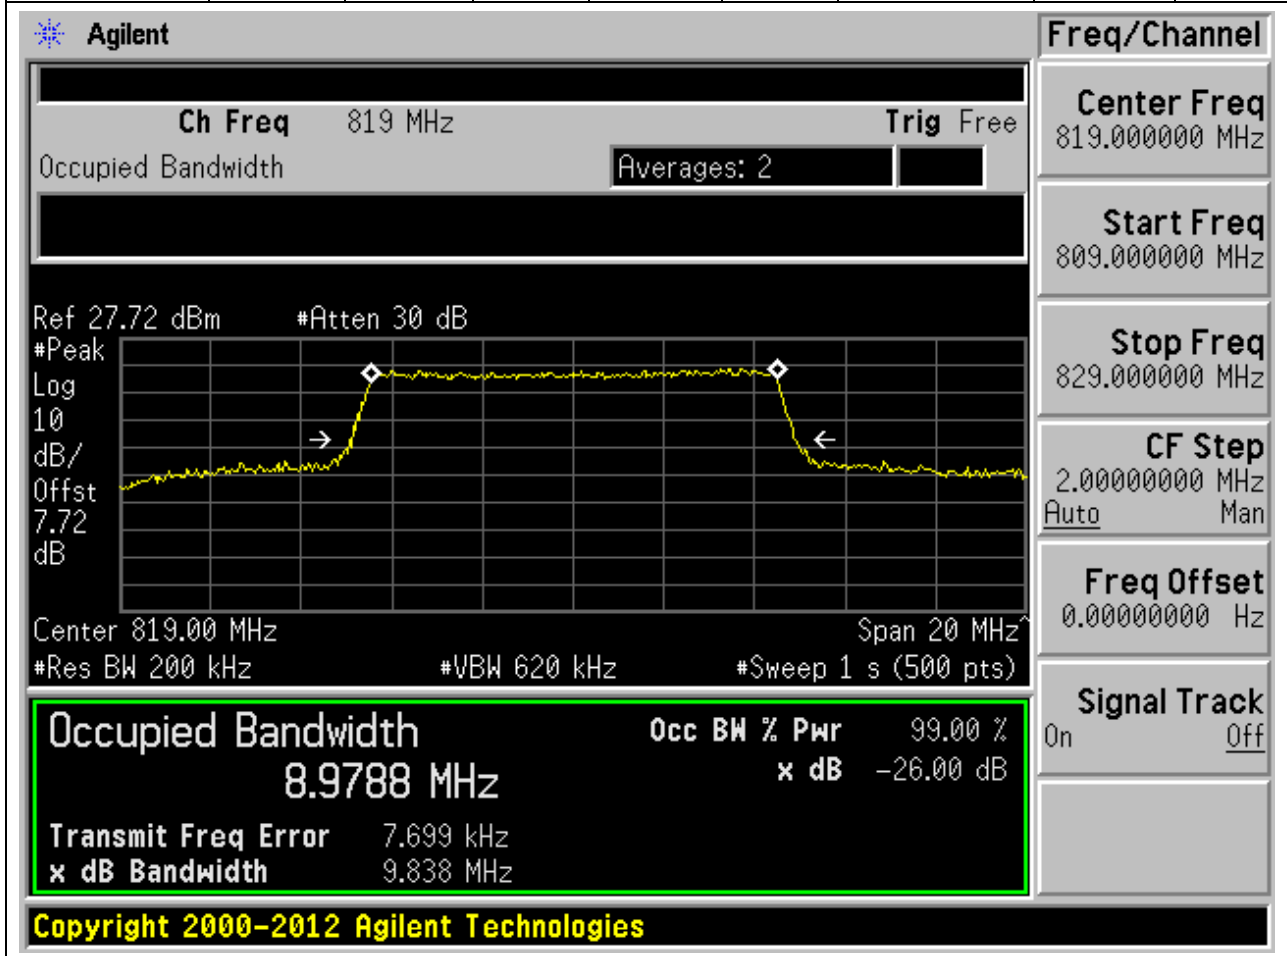 Agilent
Freq/Channel
Ch Freq 819 MHz Trig Free
Occupied Bandwidth Averages: 2
Center Freq
819.000000 MHz
Start Freq
809.000000 MHz
Stop Freq
829.000000 MHz
CF Step
2.00000000 MHz
Auto Man
Freq Offset
0.00000000 Hz
Signal Track
On Off
Ref 27.72 dBm #Atten 30 dB
#Peak
Log
10
dB/
Offst
7.72
dB
Center 819.00 MHz Span 20 MHz^
#Res BW 200 kHz #VBW 620 kHz #Sweep 1 s (500 pts)
Occupied Bandwidth
8.9788 MHz
Occ BW % Pwr 99.00 %
x dB -26.00 dB
Transmit Freq Error 7.699 kHz
x dB Bandwidth 9.838 MHz
Copyright 2000-2012 Agilent Technologies